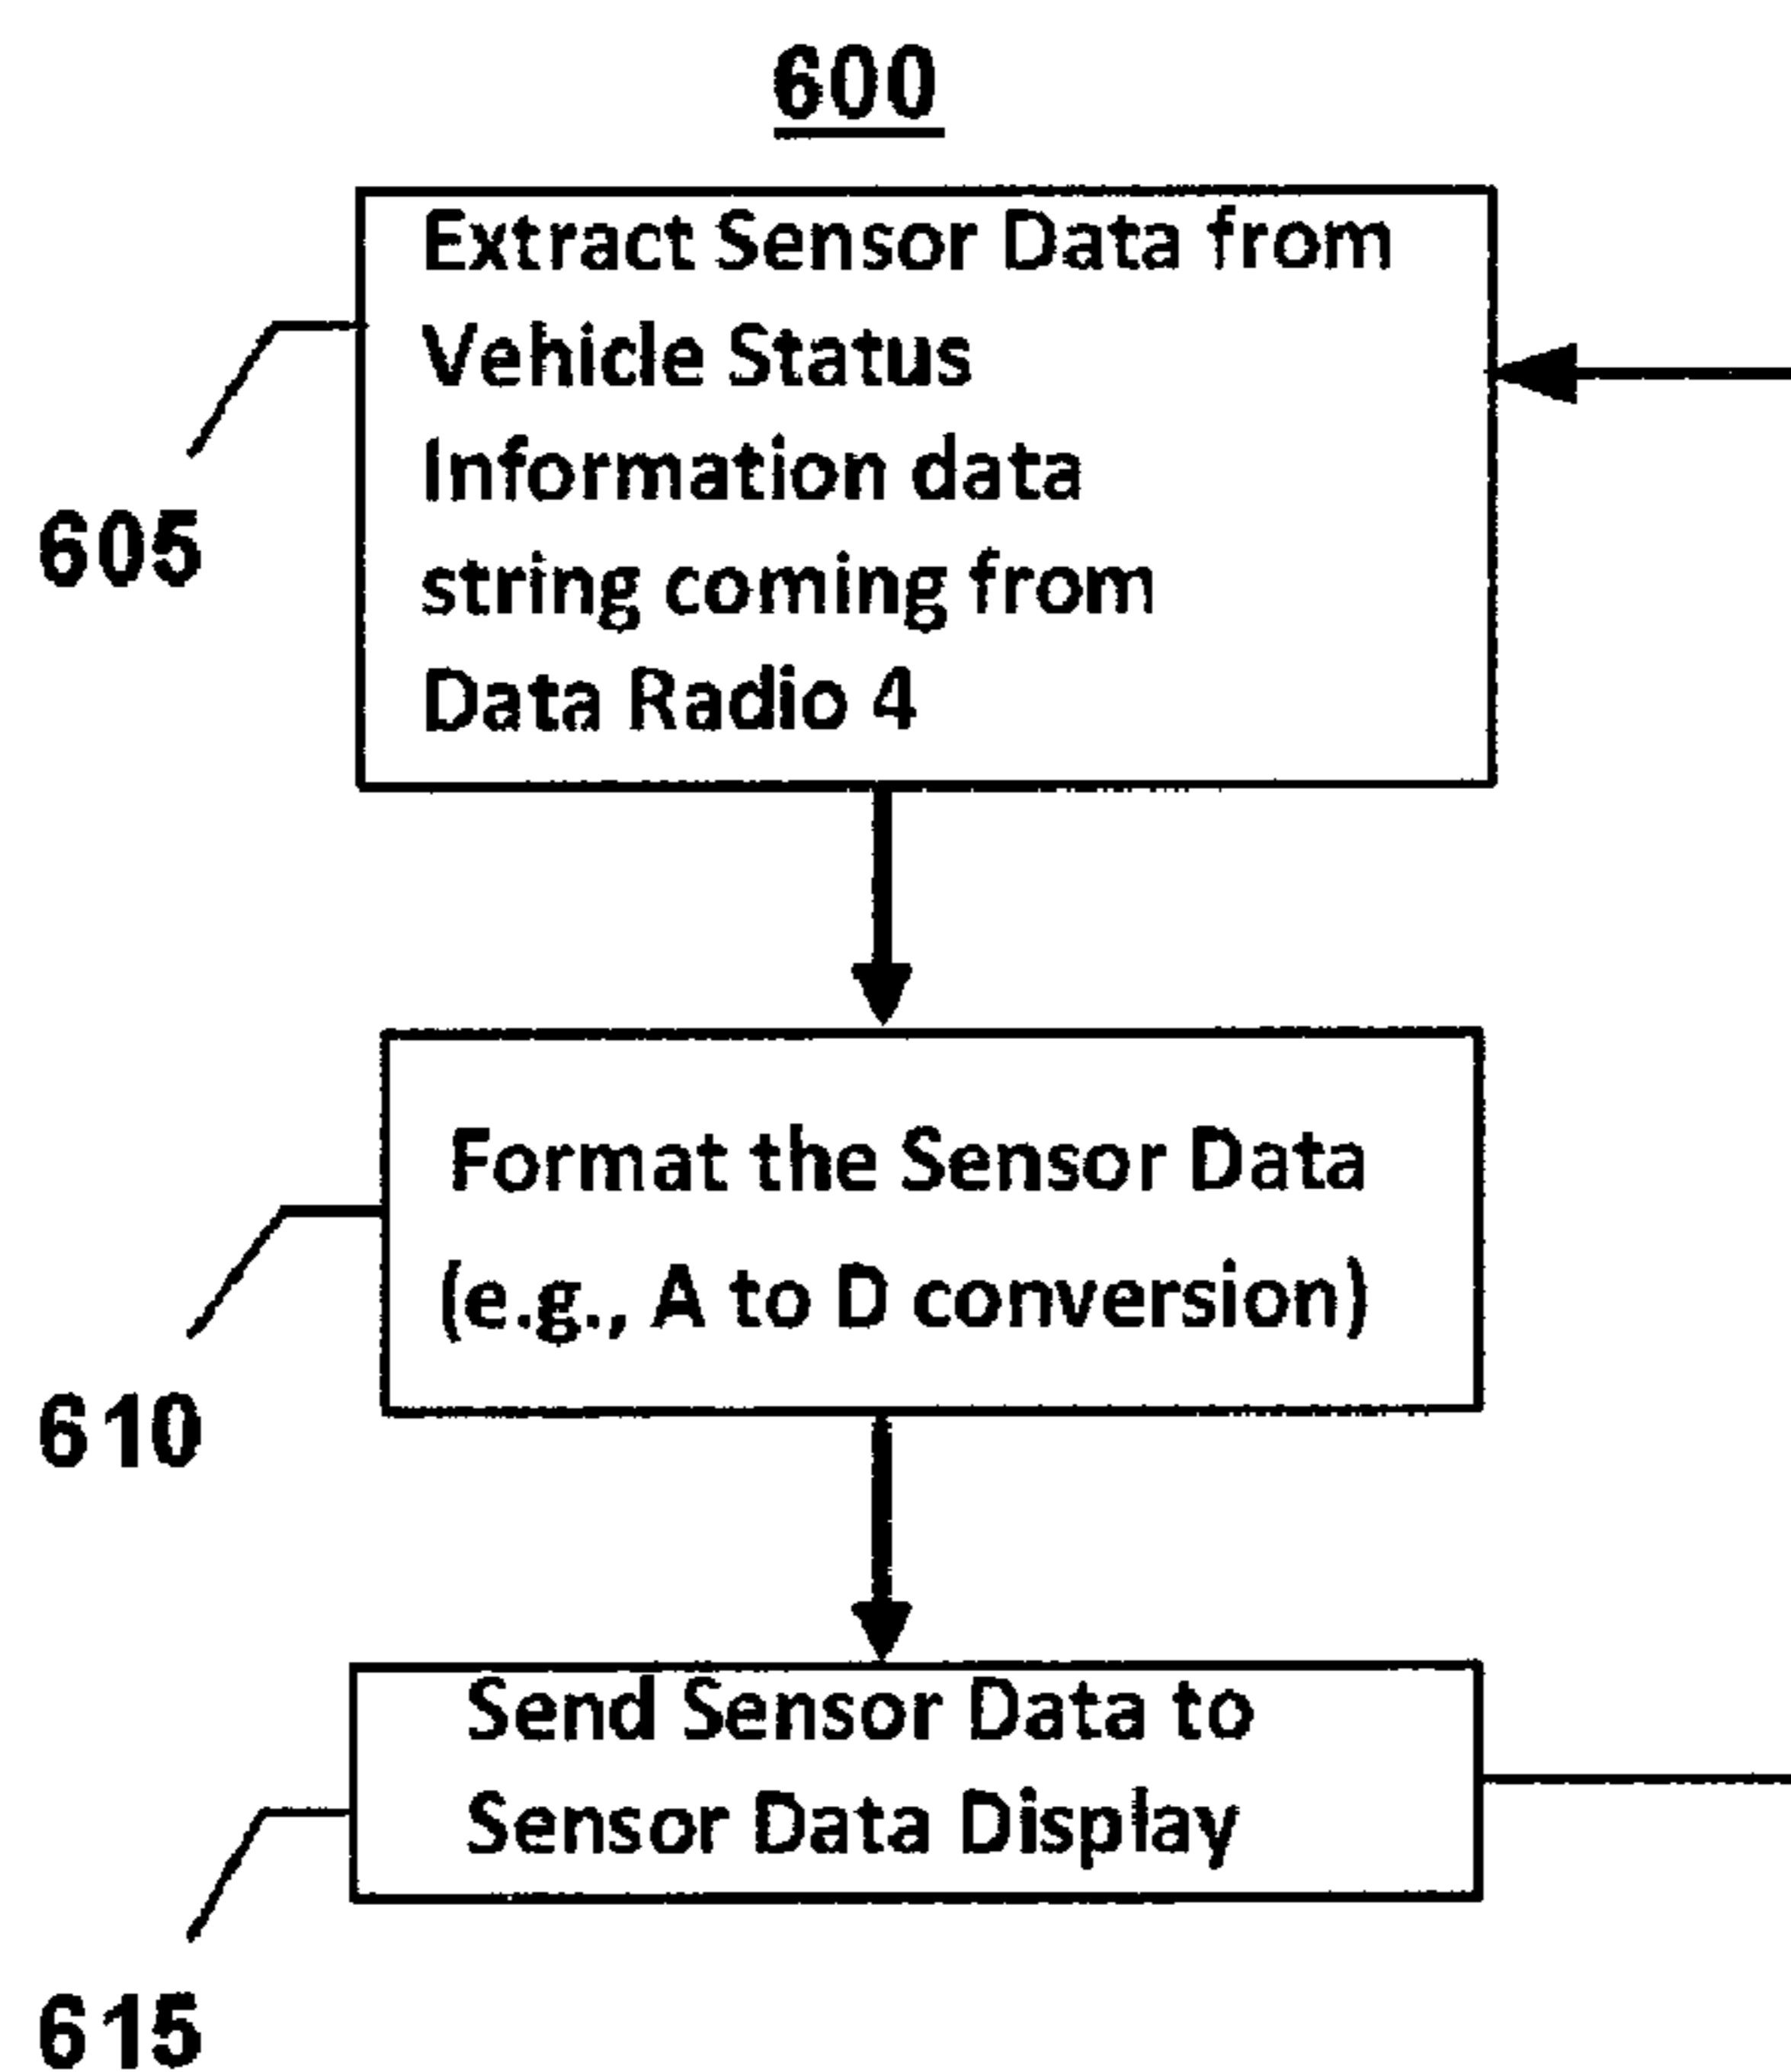 600
Extract Sensor Data from
Vehicle Status
Information data
string coming from
Data Radio 4
605
Format the Sensor Data
(e.g., A to D conversion)
610
Send Sensor Data to
Sensor Data Display
615